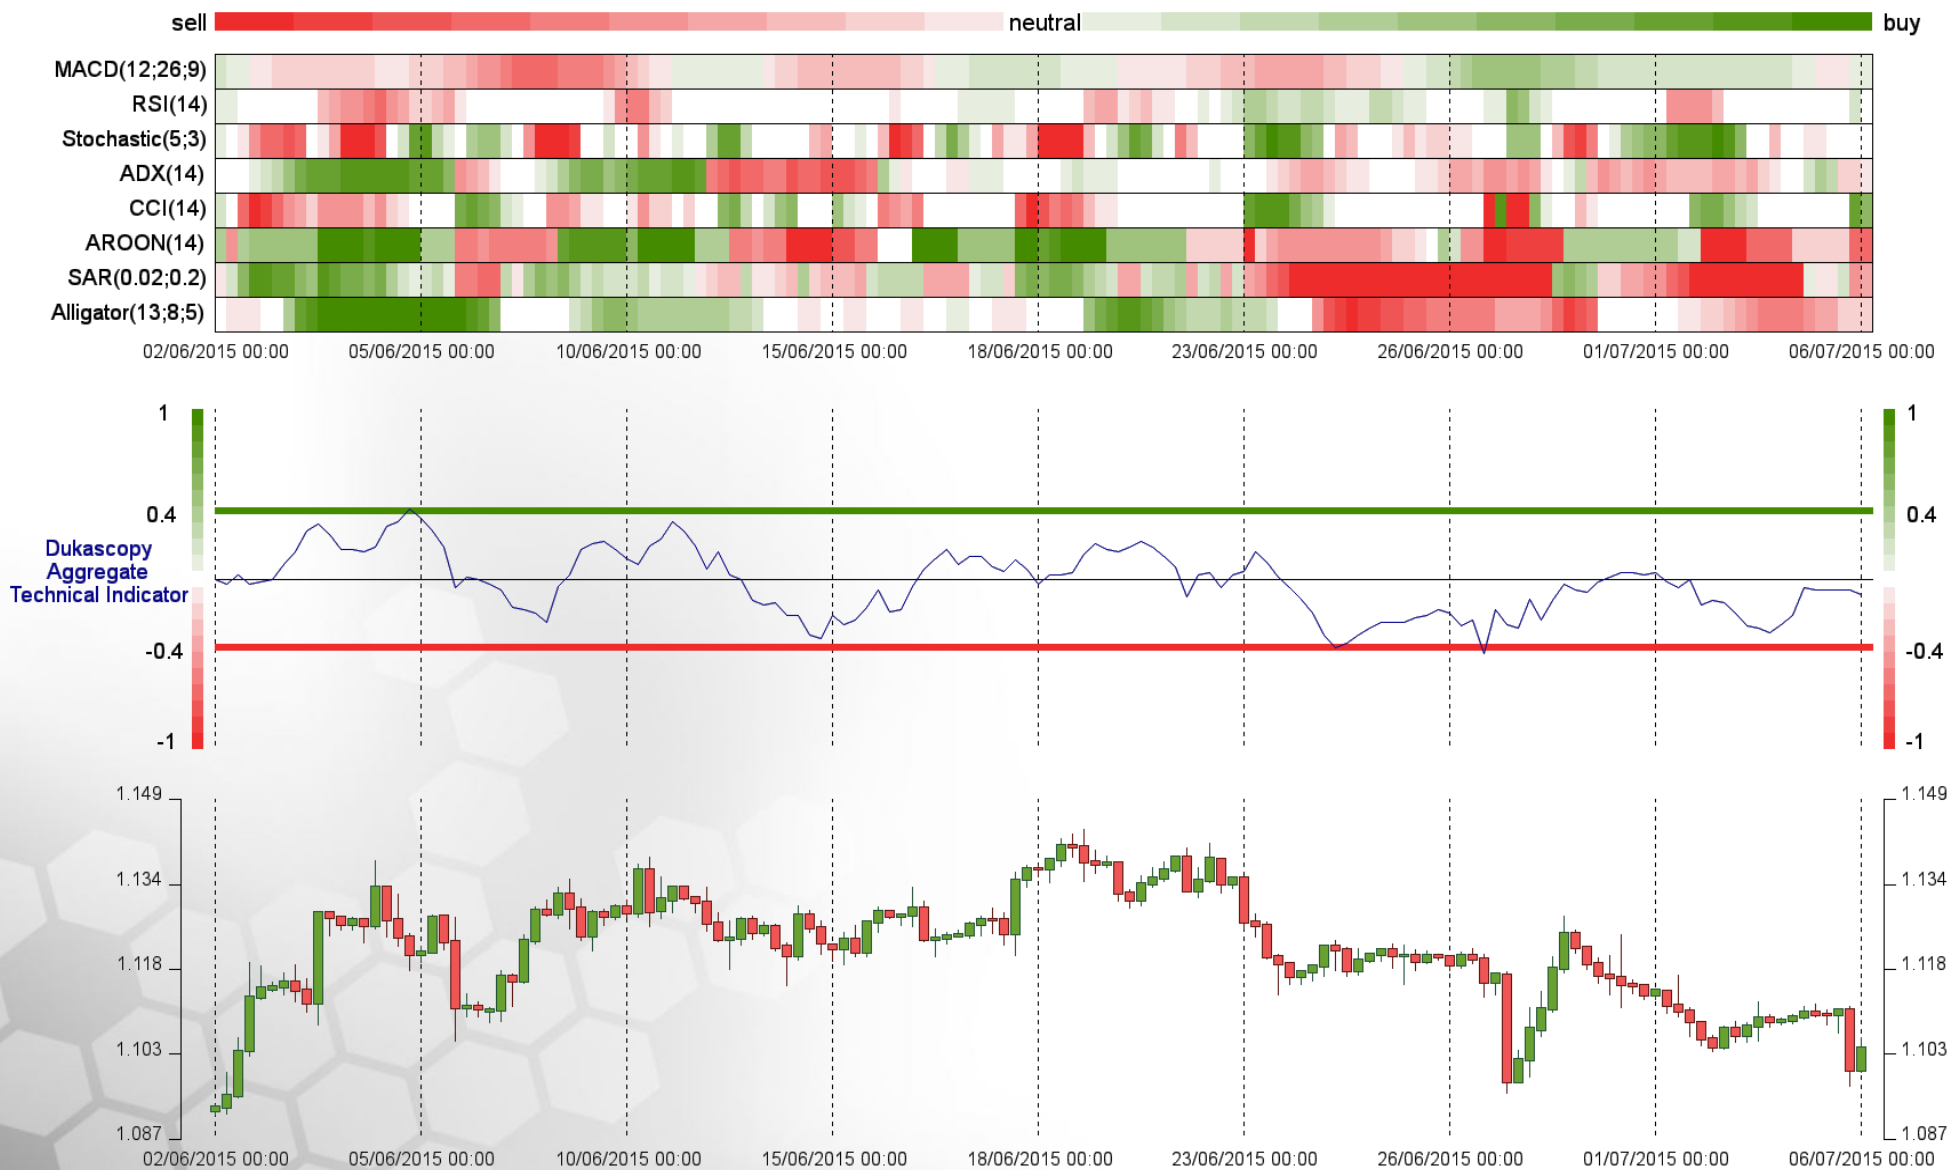 sell neutral buy
MACD(12;26;9)
RSI(14)
Stochastic(5;3)
ADX(14)
CCI(14)
AROON(14)
SAR(0.02;0.2)
Alligator(13;8;5)
02/06/2015 00:00 05/06/2015 00:00 10/06/2015 00:00 15/06/2015 00:00 18/06/2015 00:00 23/06/2015 00:00 26/06/2015 00:00 01/07/2015 00:00 06/07/2015 00:00
1 1
0.4 0.4
Dukascopy
Aggregate
Technical Indicator
-0.4 -0.4
-1 -1
1.149 1.149
1.134 1.134
1.118 1.118
1.103 1.103
1.087 1.087
02/06/2015 00:00 05/06/2015 00:00 10/06/2015 00:00 15/06/2015 00:00 18/06/2015 00:00 23/06/2015 00:00 26/06/2015 00:00 01/07/2015 00:00 06/07/2015 00:00